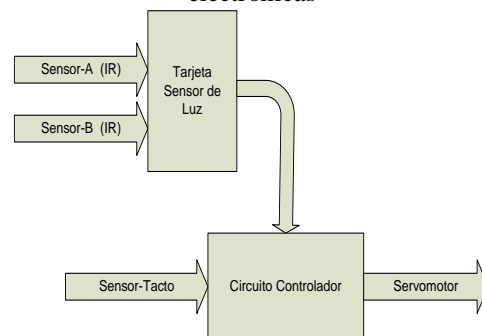 electrónicas
Sensor-A (IR)
Tarjeta
Sensor de
Luz
Sensor-B (IR)
Sensor-Tacto
Circuito Controlador
Servomotor